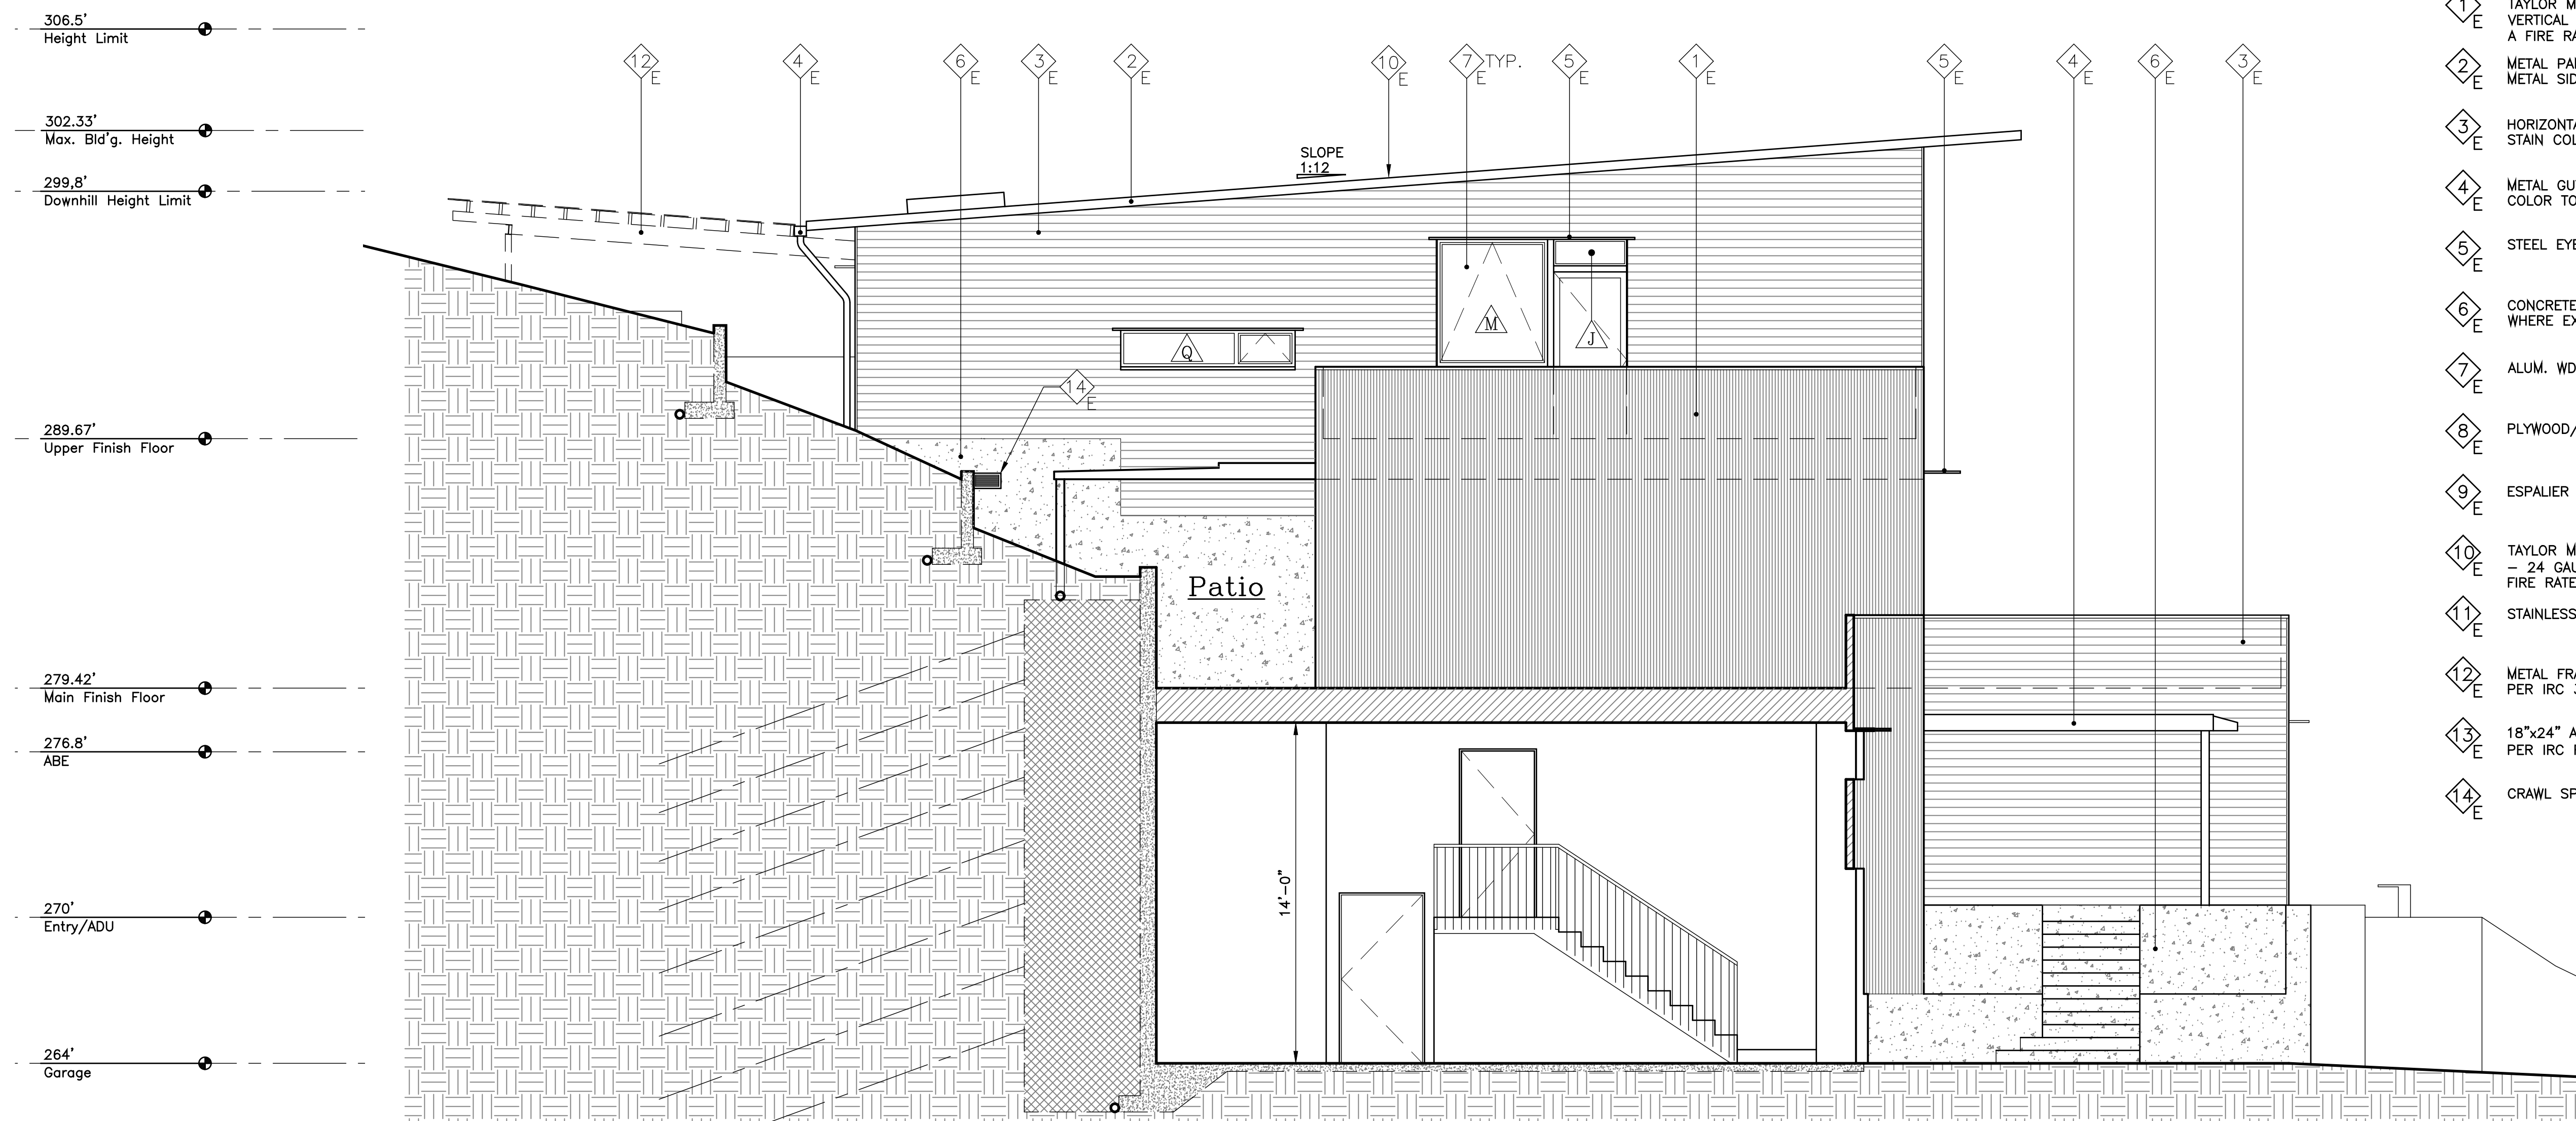 306.5'
Height Limit
302.33'
Max. Bld'g. Height
299,8'
Downhill Height Limit
289.67'
Upper Finish Floor
279.42'
Main Finish Floor
276.8'
ABE
270'
Entry/ADU
264'
Garage
12 E
4 E
6 E
3 E
2 E
10 E
7 E TYP.
5 E
1 E
5 E
4 E
6 E
3 E
SLOPE
1:12
M
J
Q
14 E
Patio
14'-0"
1 E
VERTICAL
A FIRE
2 E
METAL
METAL
3 E
STAIN
4 E
METAL
COLOR TO
5 E
STEEL
6 E
CONCRETE
WHERE
7 E
ALUM.
8 E
PLYWOOD/
9 E
ESPALIER
10 E
TAYLOR
– 24
FIRE
11 E
STAINLESS
12 E
METAL
PER IRC
13 E
18"x24"
PER IRC
14 E
CRAWL